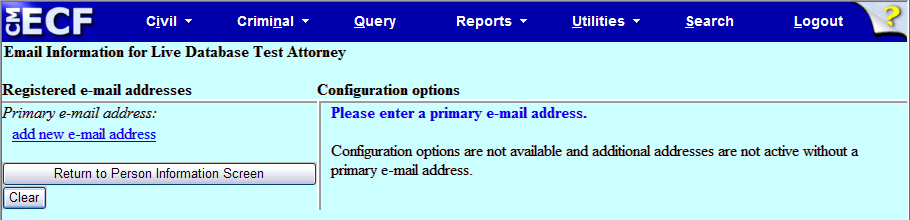 CM ECF Civil Criminal Query Reports Utilities Search Logout ?
Email Information for Live Database Test Attorney
Registered e-mail addresses
Primary e-mail address:
add new e-mail address
Return to Person Information Screen
Clear
Configuration options
Please enter a primary e-mail address.
Configuration options are not available and additional addresses are not active without a
primary e-mail address.